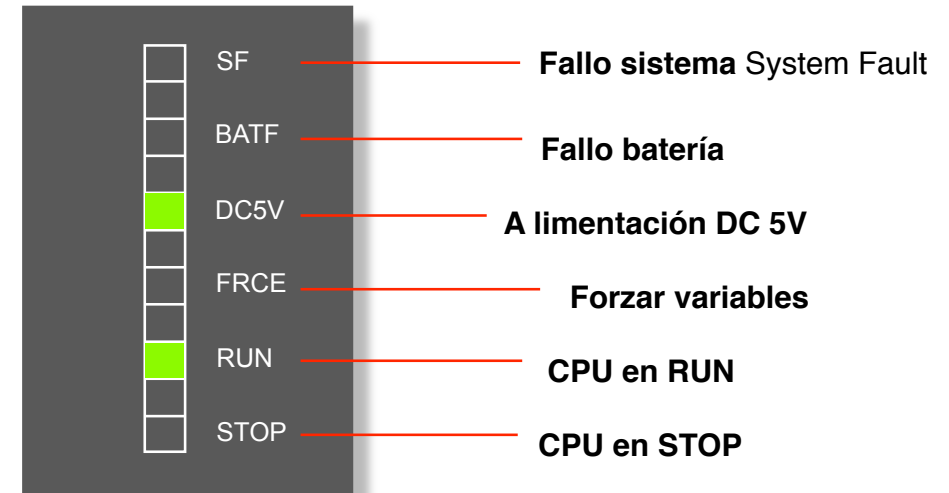 SF Fallo sistema System Fault
BATF Fallo batería
DC5V A limentación DC 5V
FRCE Forzar variables
RUN CPU en RUN
STOP CPU en STOP